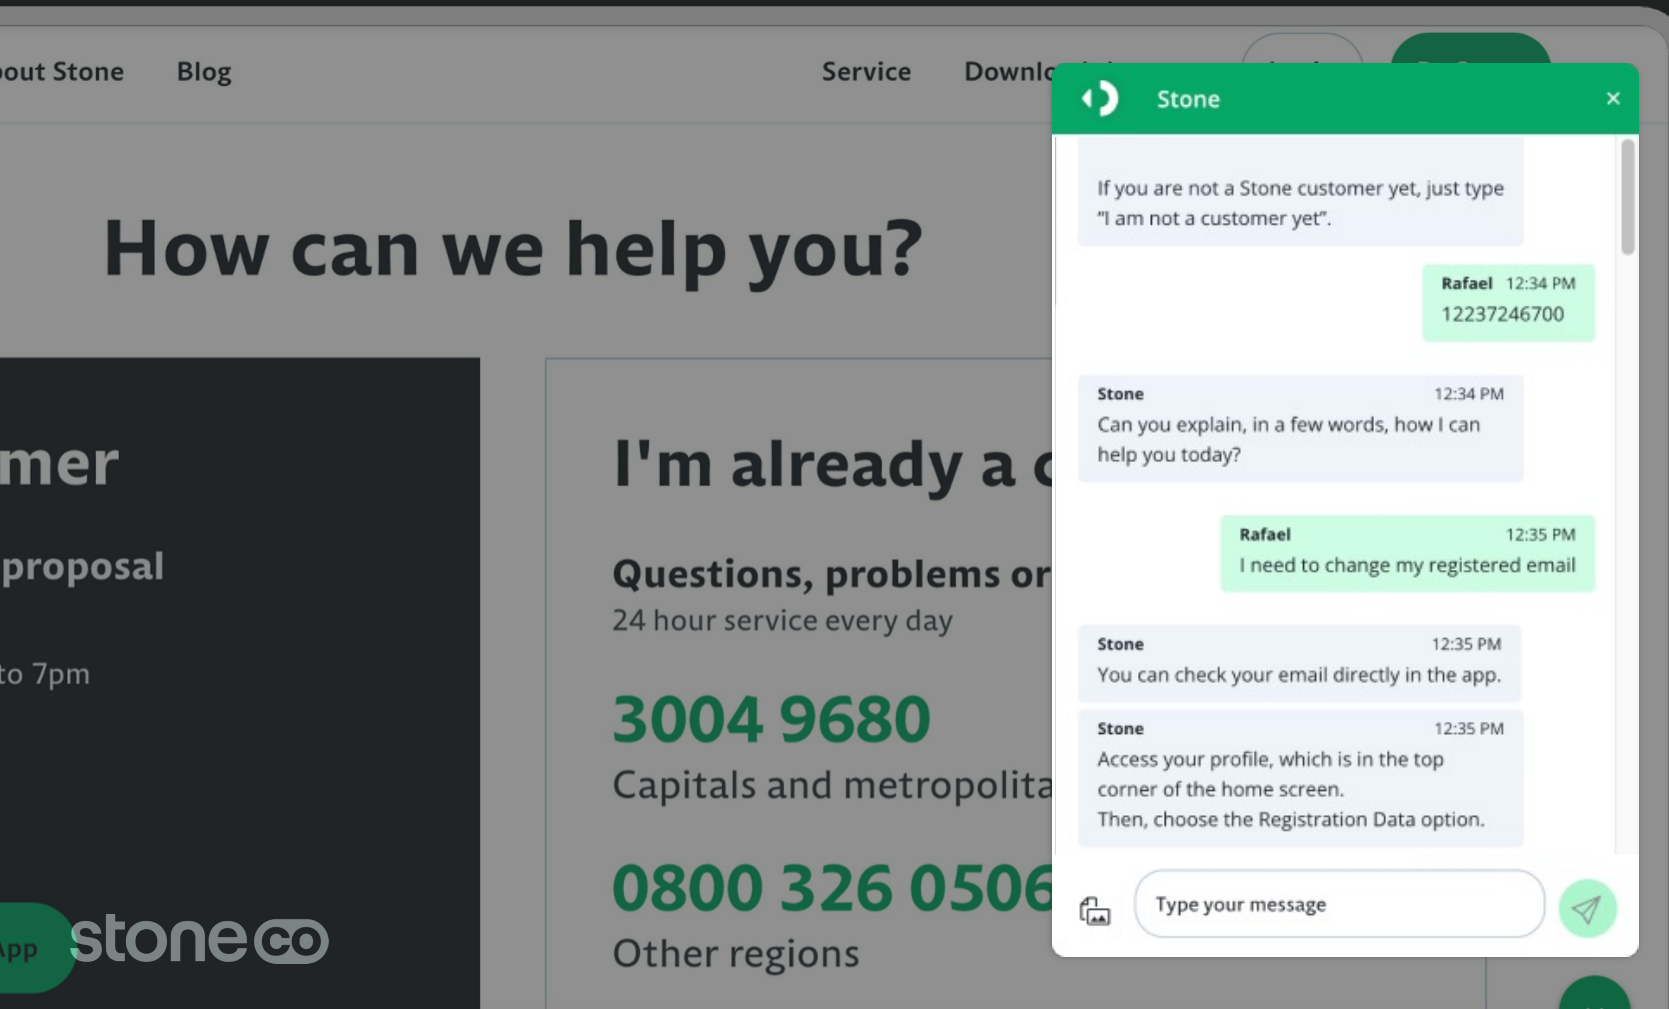 out Stone
Blog
Service
How can we help you?
mer
proposal
to 7pm
App
stoneco
I'm already a
Questions, problems or
24 hour service every day
3004 9680
Capitals and metropolita
0800 326 0506
Other regions
Stone
If you are not a Stone customer yet, just type
“I am not a customer yet”.
Rafael 12:34 PM
12237246700
Stone 12:34 PM
Can you explain, in a few words, how I can
help you today?
Rafael 12:35 PM
I need to change my registered email
Stone 12:35 PM
You can check your email directly in the app.
Stone 12:35 PM
Access your profile, which is in the top
corner of the home screen.
Then, choose the Registration Data option.
Type your message